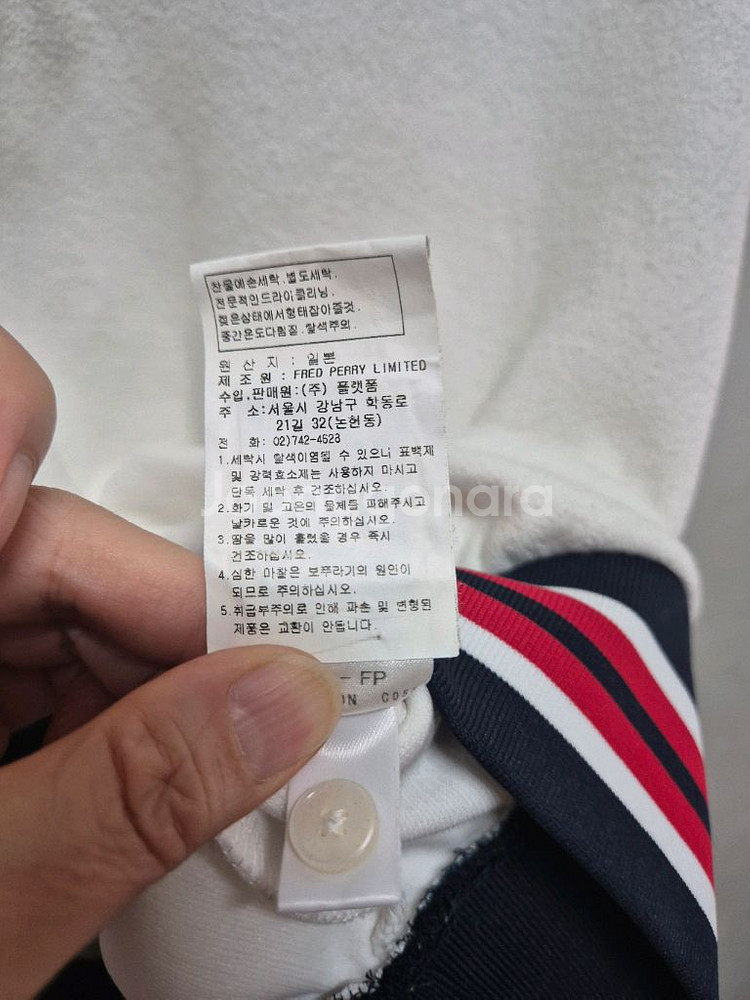 찬물에손세탁.별도세탁.
전문적인드라이클리닝.
젖은상태에서형태잡아줄것.
중간온도다림질.탈색주의.
원 산 지 : 일본
제 조 원 : FRED PERRY LIMITED
수입,판매원:(주) 플랫폼
주 소:서울시 강남구 학동로
21길 32(논현동)
전 화: 02)742-4523
1.세탁시 탈색이염될 수 있으니 표백제
및 강력효소제는 사용하지 마시고
단독 세탁 후 건조하십시오.
2.화기 및 고온의 물체를 피해주시고
날카로운 것에 주의하십시오.
3.땀을 많이 흘렸을 경우 즉시
건조하십시오.
4.심한 마찰은 보푸라기의 원인이
되므로 주의하십시오.
5.취급부주의로 인해 파손 및 변형된
제품은 교환이 안됩니다.
- FP